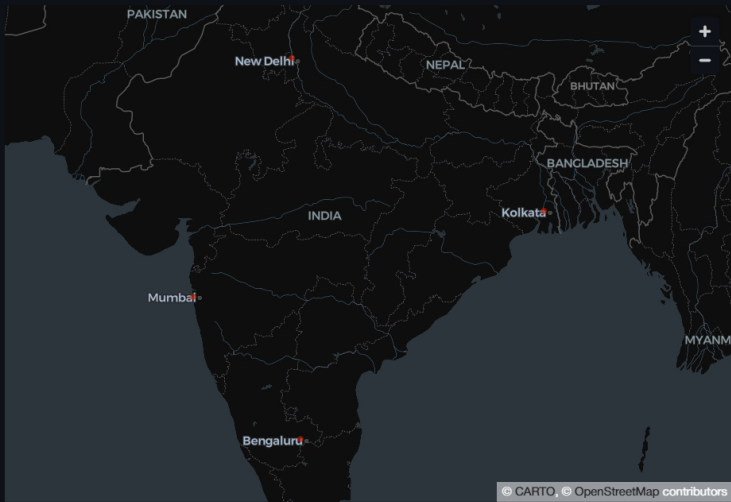 PAKISTAN
+
New Delhi
−
NEPAL
BHUTAN
BANGLADESH
Kolkata
INDIA
Mumbai
MYANM
Bengaluru
© CARTO, © OpenStreetMap contributors